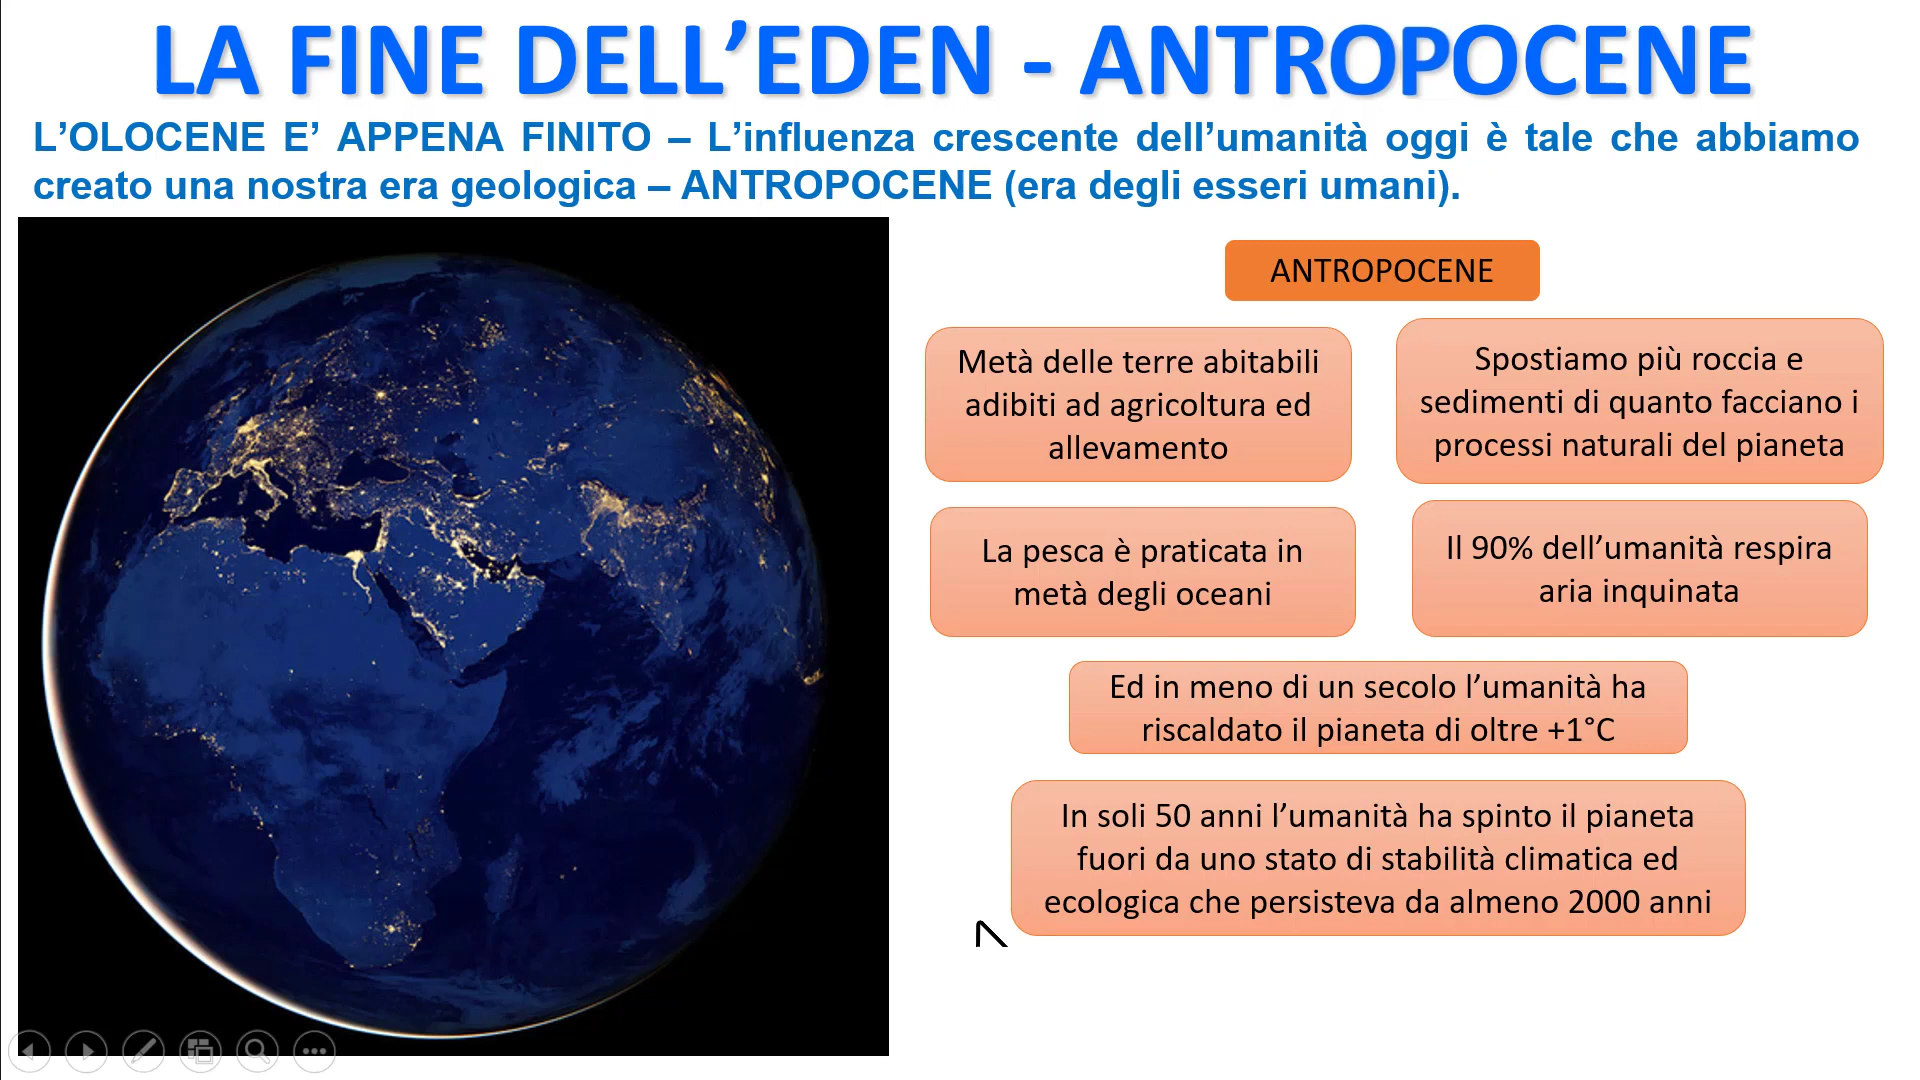 LA FINE DELL’EDEN - ANTROPOCENE
L’OLOCENE E’ APPENA FINITO – L’influenza crescente dell’umanità oggi è tale che abbiamo
creato una nostra era geologica – ANTROPOCENE (era degli esseri umani).
ANTROPOCENE
Metà delle terre abitabili
adibiti ad agricoltura ed
allevamento
Spostiamo più roccia e
sedimenti di quanto facciano i
processi naturali del pianeta
La pesca è praticata in
metà degli oceani
Il 90% dell’umanità respira
aria inquinata
Ed in meno di un secolo l’umanità ha
riscaldato il pianeta di oltre +1°C
In soli 50 anni l’umanità ha spinto il pianeta
fuori da uno stato di stabilità climatica ed
ecologica che persisteva da almeno 2000 anni